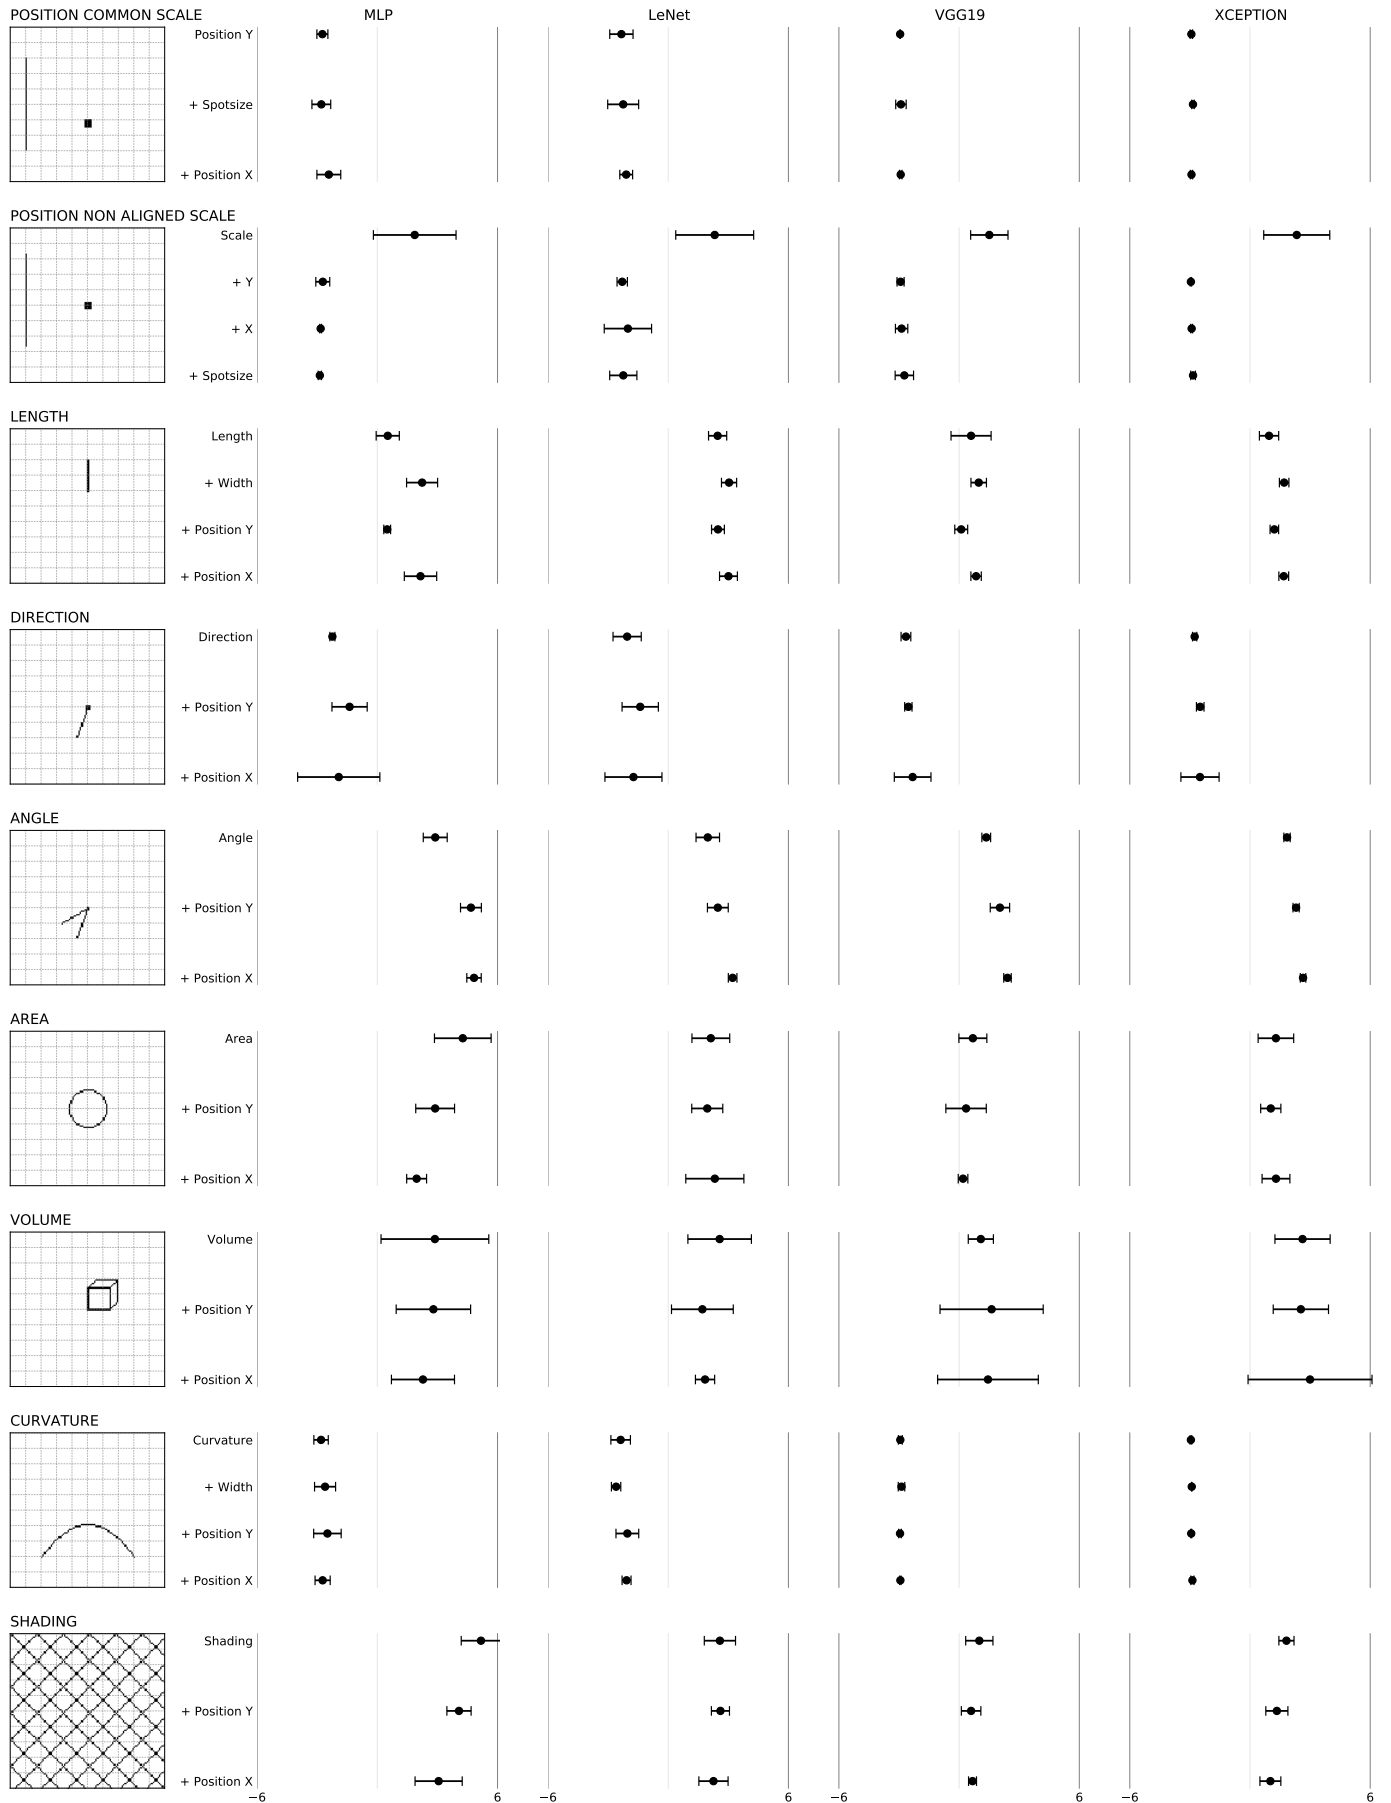 POSITION COMMON SCALE MLP LeNet VGG19 XCEPTION
Position Y
+ Spotsize
+ Position X
POSITION NON ALIGNED SCALE
Scale
+ Y
+ X
+ Spotsize
LENGTH
Length
+ Width
+ Position Y
+ Position X
DIRECTION
Direction
+ Position Y
+ Position X
ANGLE
Angle
+ Position Y
+ Position X
AREA
Area
+ Position Y
+ Position X
VOLUME
Volume
+ Position Y
+ Position X
CURVATURE
Curvature
+ Width
+ Position Y
+ Position X
SHADING
Shading
+ Position Y
+ Position X
−6 6 −6 6 −6 6 −6 6